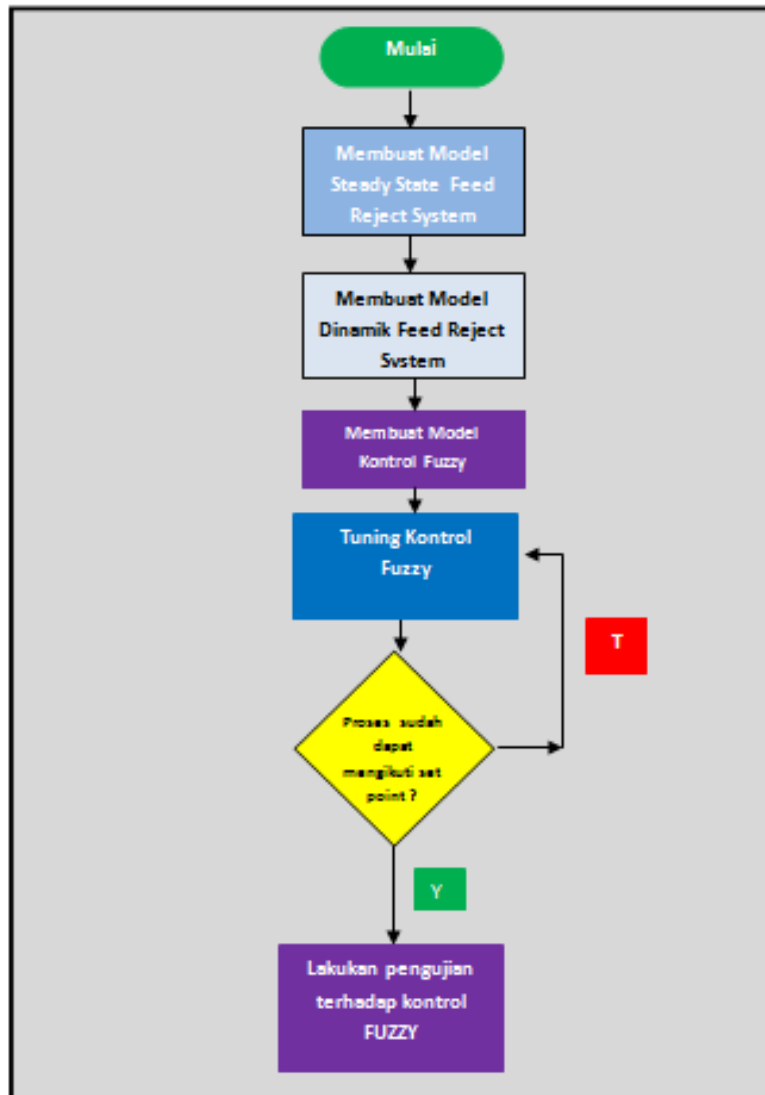 Mulai
Membuat Model
Steady State Feed
Reject System
Membuat Model
Dinamik Feed Reject
System
Membuat Model
Kontrol Fuzzy
Tuning Kontrol
Fuzzy
T
Proses sudah
dapat
mengikuti set
point ?
Y
Lakukan pengujian
terhadap kontrol
FUZZY